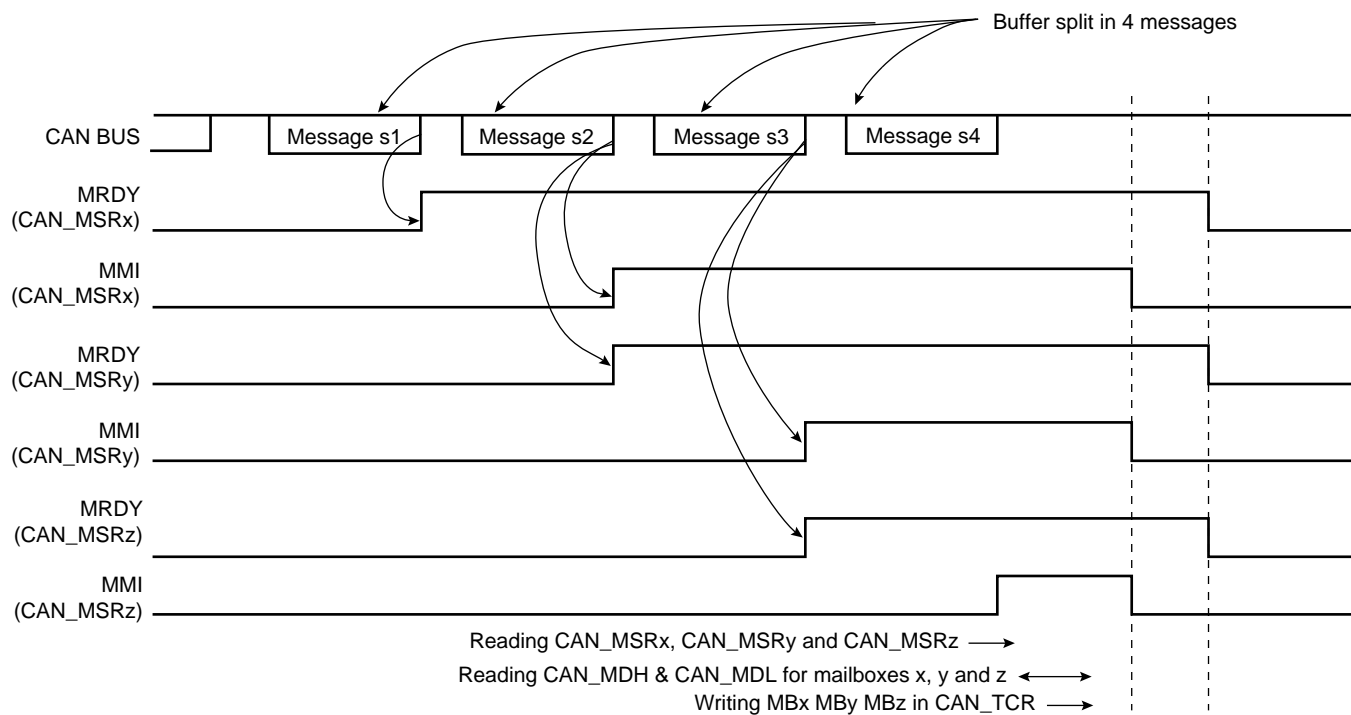 Buffer split in 4 messages
CAN BUS
Message s1
Message s2
Message s3
Message s4
MRDY
(CAN_MSRx)
MMI
(CAN_MSRx)
MRDY
(CAN_MSRy)
MMI
(CAN_MSRy)
MRDY
(CAN_MSRz)
MMI
(CAN_MSRz)
Reading CAN_MSRx, CAN_MSRy and CAN_MSRz
Reading CAN_MDH & CAN_MDL for mailboxes x, y and z
Writing MBx MBy MBz in CAN_TCR